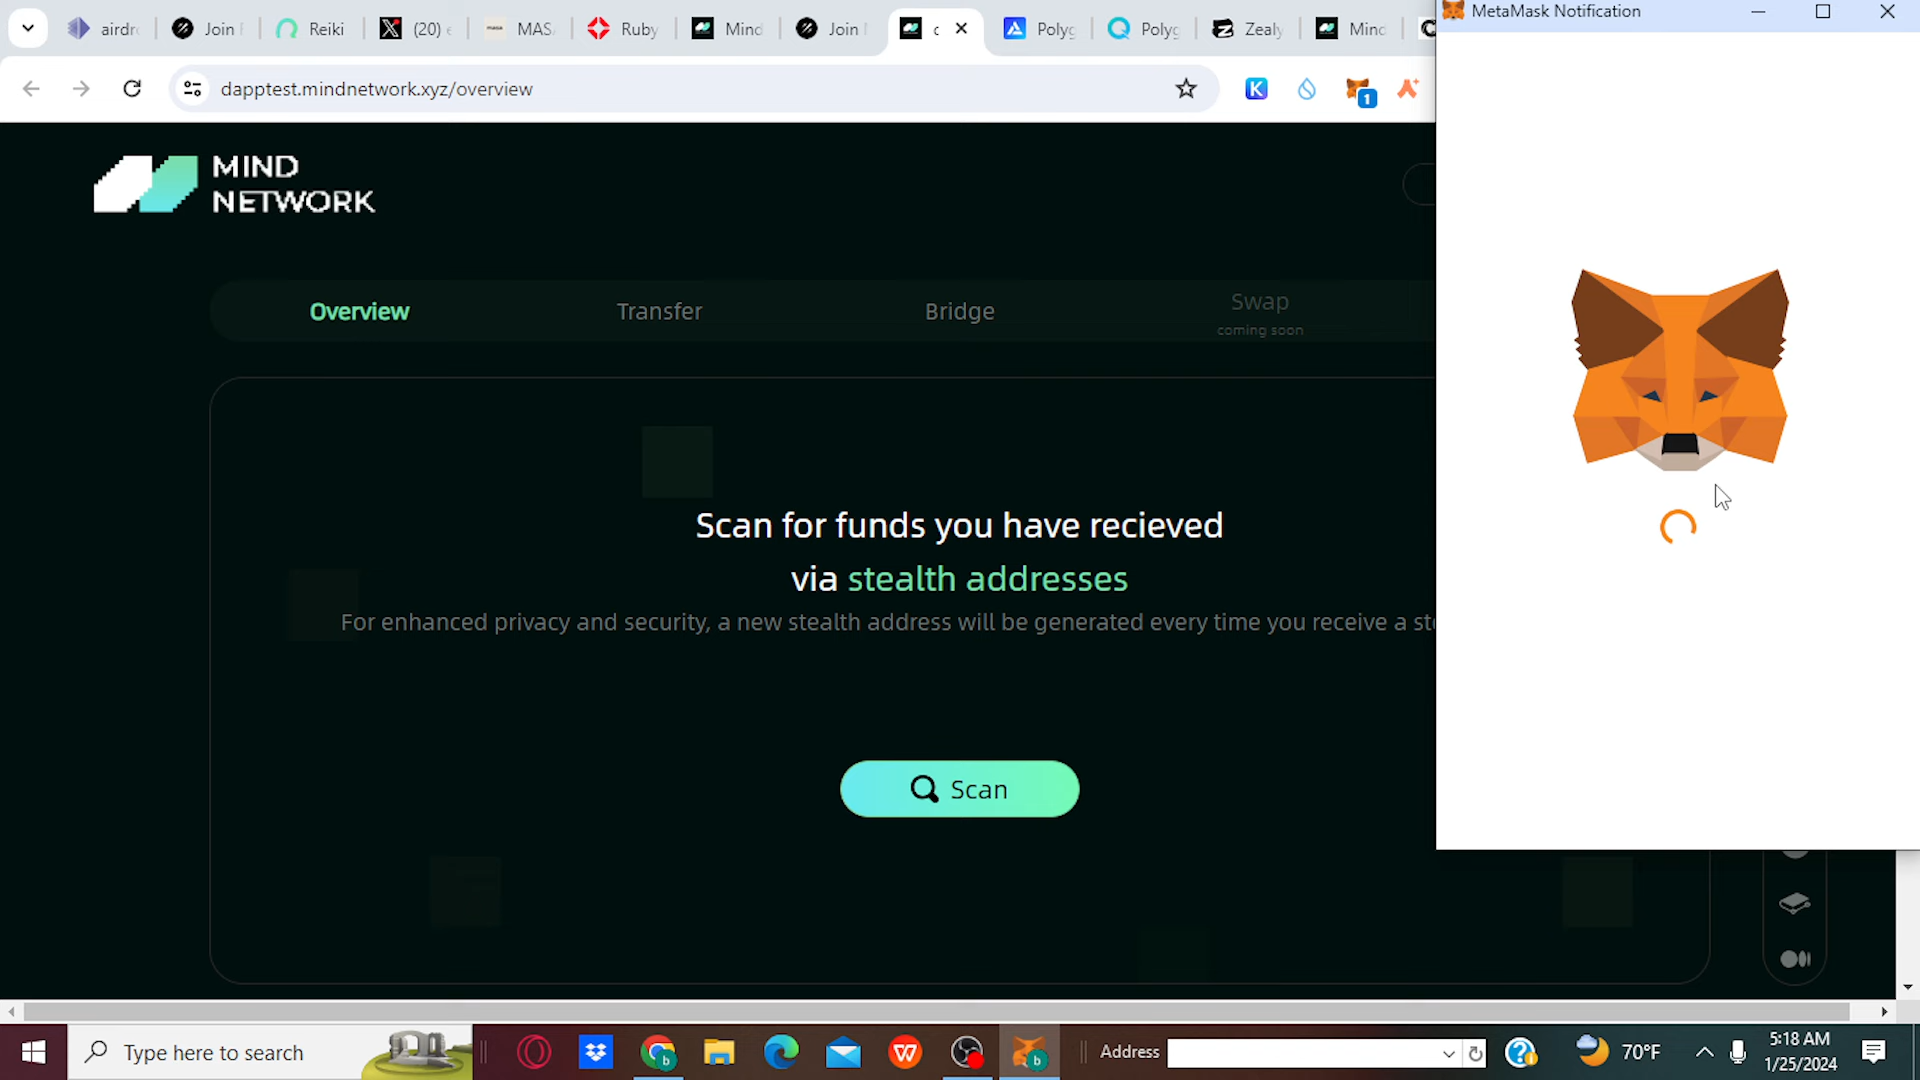 airdr
Join
Reiki
(20)
MAS
Ruby
Mind
Join
Polyg
Polyg
Zealy
Mind
MetaMask Notification
dapptest.mindnetwork.xyz/overview
1
MIND
NETWORK
Overview
Transfer
Bridge
Swap
coming soon
Scan for funds you have recieved
via stealth addresses
For enhanced privacy and security, a new stealth address will be generated every time you receive a ste
Scan
Type here to search
Address
70°F
5:18 AM
1/25/2024